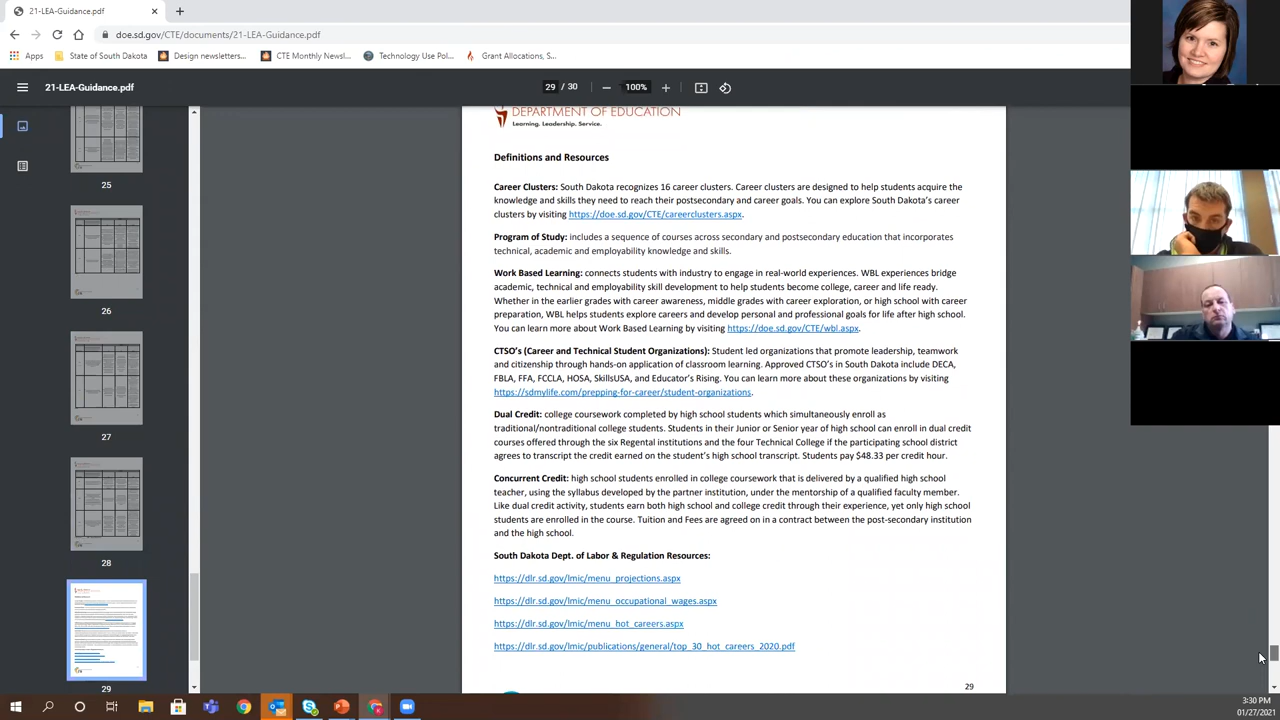 21-LEA-Guidance.pdf
doe.sd.gov/CTE/documents/21-LEA-Guidance.pdf
Apps
State of South Dakota
Design newsletters...
CTE Monthly Newsl...
Technology Use Pol...
Grant Allocations, S...
21-LEA-Guidance.pdf
29 / 30
100%
25
26
27
28
29
DEPARTMENT OF EDUCATION
Learning. Leadership. Service.
Definitions and Resources
Career Clusters: South Dakota recognizes 16 career clusters. Career clusters are designed to help students acquire the
knowledge and skills they need to reach their postsecondary and career goals. You can explore South Dakota's career
clusters by visiting https://doe.sd.gov/CTE/careerclusters.aspx.
Program of Study: includes a sequence of courses across secondary and postsecondary education that incorporates
technical, academic and employability knowledge and skills.
Work Based Learning: connects students with industry to engage in real-world experiences. WBL experiences bridge
academic, technical and employability skill development to help students become college, career and life ready.
Whether in the earlier grades with career awareness, middle grades with career exploration, or high school with career
preparation, WBL helps students explore careers and develop personal and professional goals for life after high school.
You can learn more about Work Based Learning by visiting https://doe.sd.gov/CTE/wbl.aspx.
CTSO's (Career and Technical Student Organizations): Student led organizations that promote leadership, teamwork
and citizenship through hands-on application of classroom learning. Approved CTSO's in South Dakota include DECA,
FBLA, FFA, FCCLA, HOSA, SkillsUSA, and Educator's Rising. You can learn more about these organizations by visiting
https://sdmylife.com/prepping-for-career/student-organizations.
Dual Credit: college coursework completed by high school students which simultaneously enroll as
traditional/nontraditional college students. Students in their Junior or Senior year of high school can enroll in dual credit
courses offered through the six Regental institutions and the four Technical College if the participating school district
agrees to transcript the credit earned on the student's high school transcript. Students pay $48.33 per credit hour.
Concurrent Credit: high school students enrolled in college coursework that is delivered by a qualified high school
teacher, using the syllabus developed by the partner institution, under the mentorship of a qualified faculty member.
Like dual credit activity, students earn both high school and college credit through their experience, yet only high school
students are enrolled in the course. Tuition and Fees are agreed on in a contract between the post-secondary institution
and the high school.
South Dakota Dept. of Labor & Regulation Resources:
https://dlr.sd.gov/lmic/menu_projections.aspx
https://dlr.sd.gov/lmic/menu_occupational_wages.aspx
https://dlr.sd.gov/lmic/menu_hot_careers.aspx
https://dlr.sd.gov/lmic/publications/general/top_30_hot_careers_2020.pdf
29
3:30 PM
01/27/2021